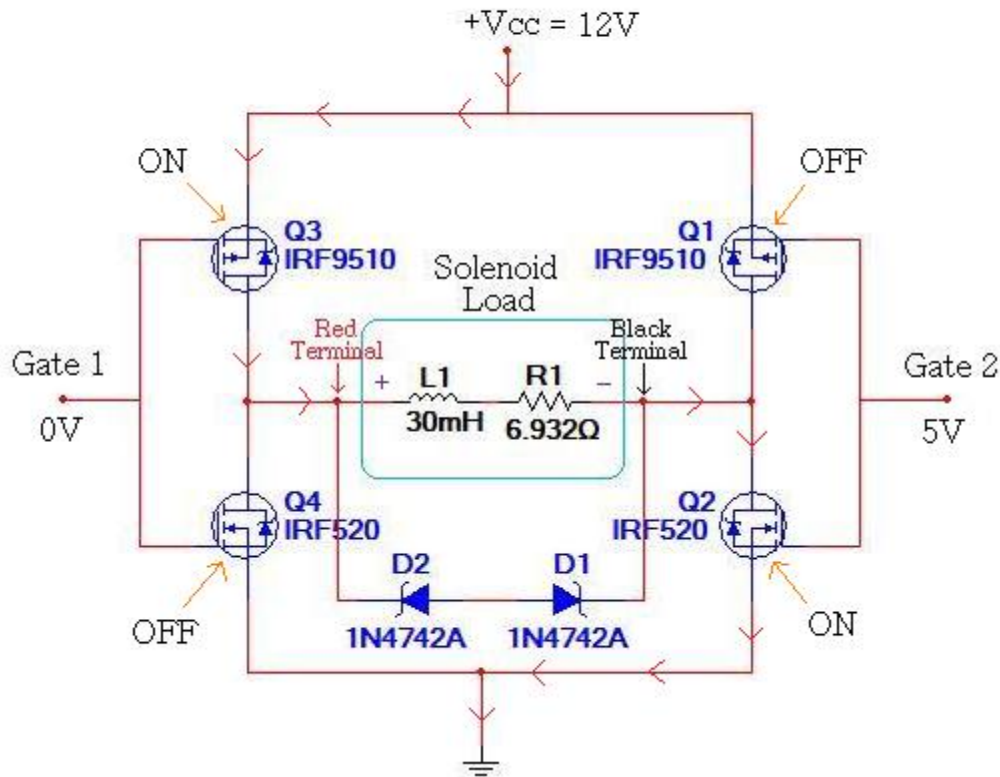 +Vcc = 12V
ON
OFF
Q3
IRF9510
Q1
IRF9510
Solenoid
Load
Red
Terminal
Black
Terminal
Gate 1
0V
+
L1
30mH
R1
6.932Ω
−
Gate 2
5V
Q4
IRF520
Q2
IRF520
D2
1N4742A
D1
1N4742A
OFF
ON